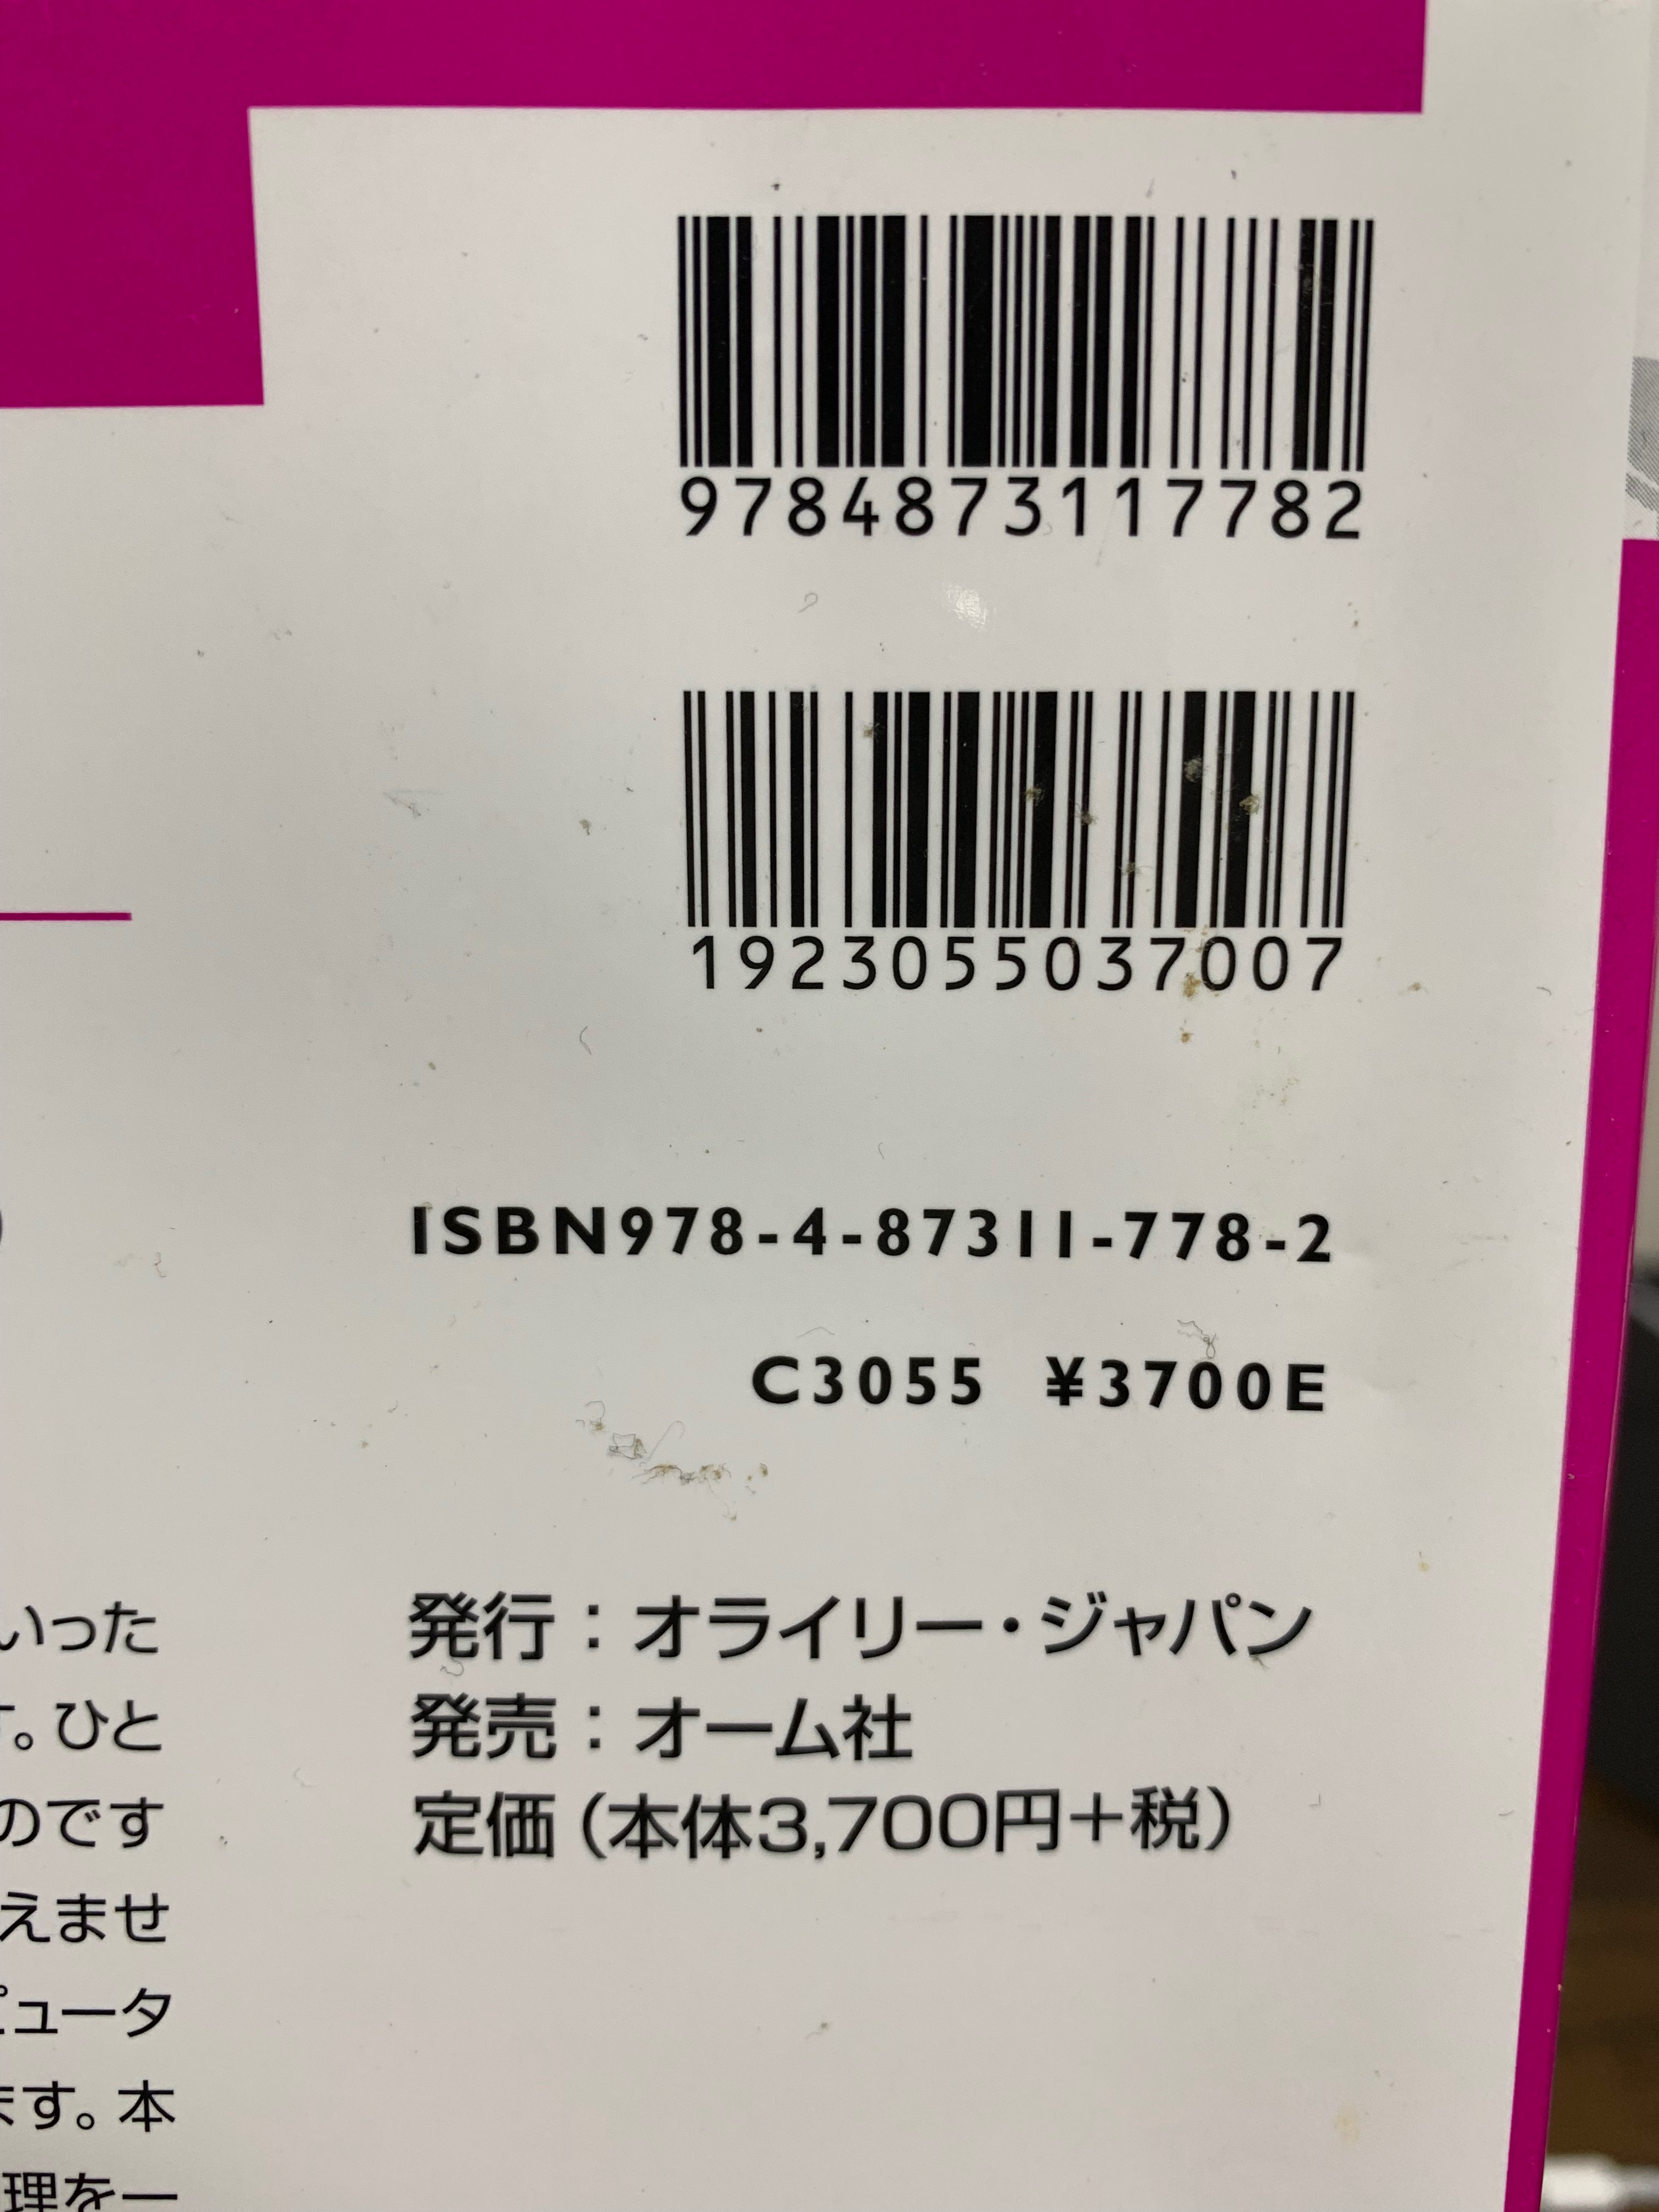 9784873117782
1923055037007
ISBN978-4-87311-778-2
C3055 ¥3700E
発行：オライリー・ジャパン
発売：オーム社
定価（本体3,700円＋税）
いった
。ひと
のです
えませ
ピュータ
ます。本
理を一